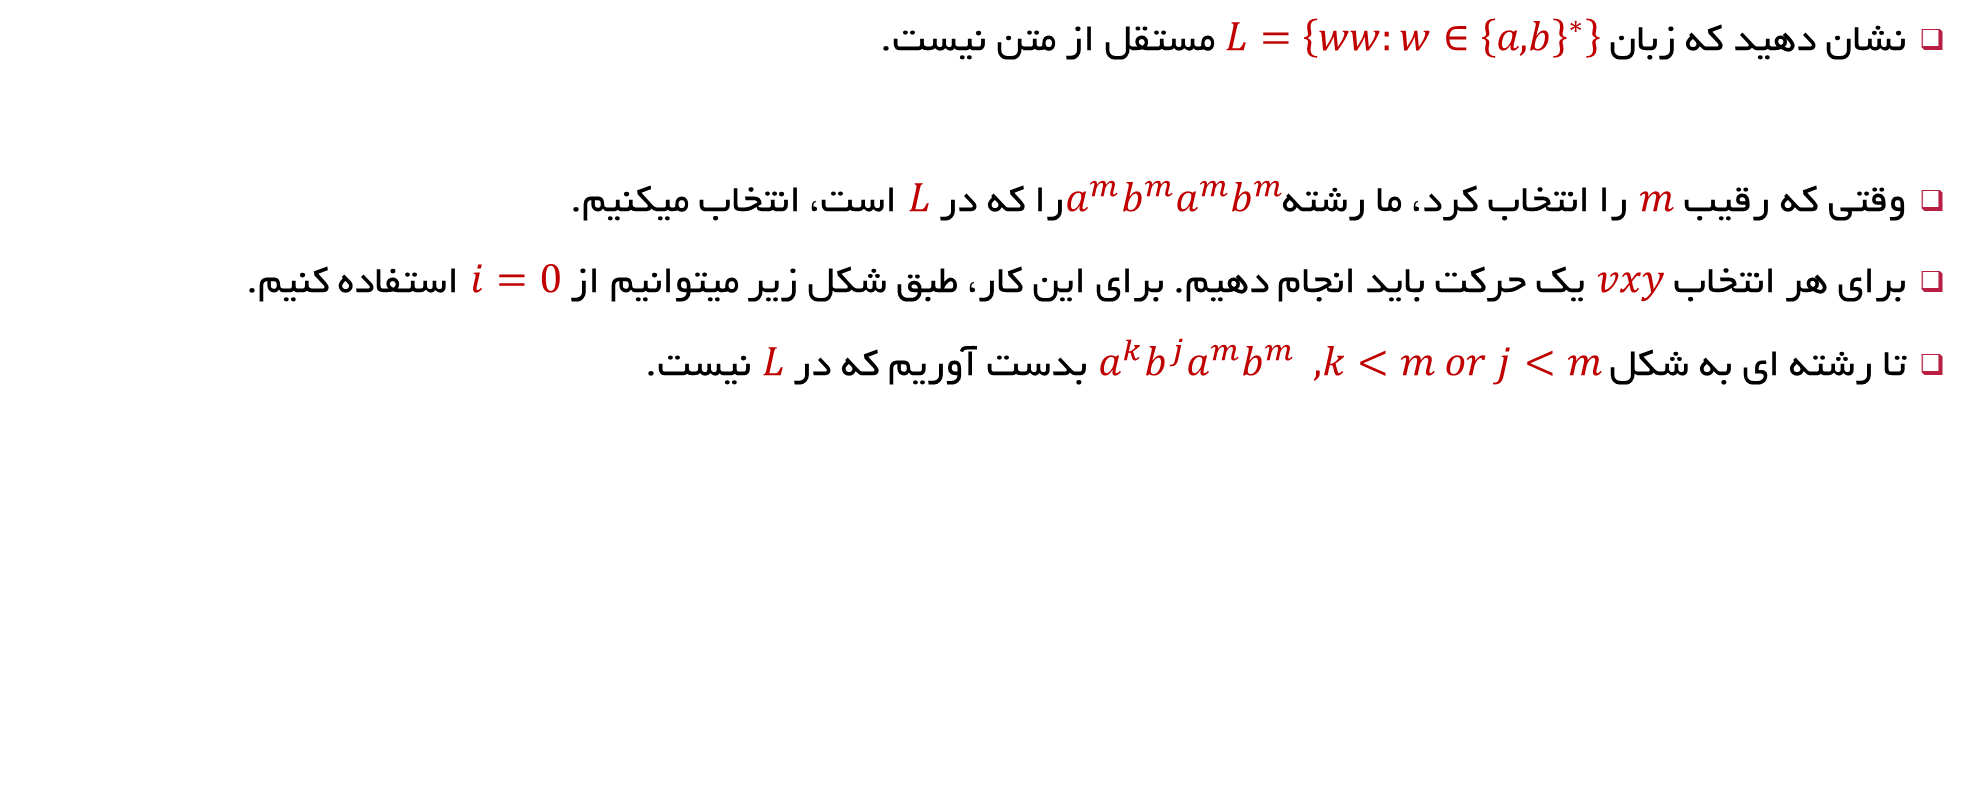 ❑ نشان دهید که زبان L = {ww: w ∈ {a,b}*} مستقل از متن نیست.
❑ وقتی که رقیب m را انتخاب کرد، ما رشته a^m b^m a^m b^m را که در L است، انتخاب میکنیم.
❑ برای هر انتخاب vxy یک حرکت باید انجام دهیم. برای این کار، طبق شکل زیر میتوانیم از i = 0 استفاده کنیم.
❑ تا رشته ای به شکل a^k b^j a^m b^m ,k < m or j < m بدست آوریم که در L نیست.